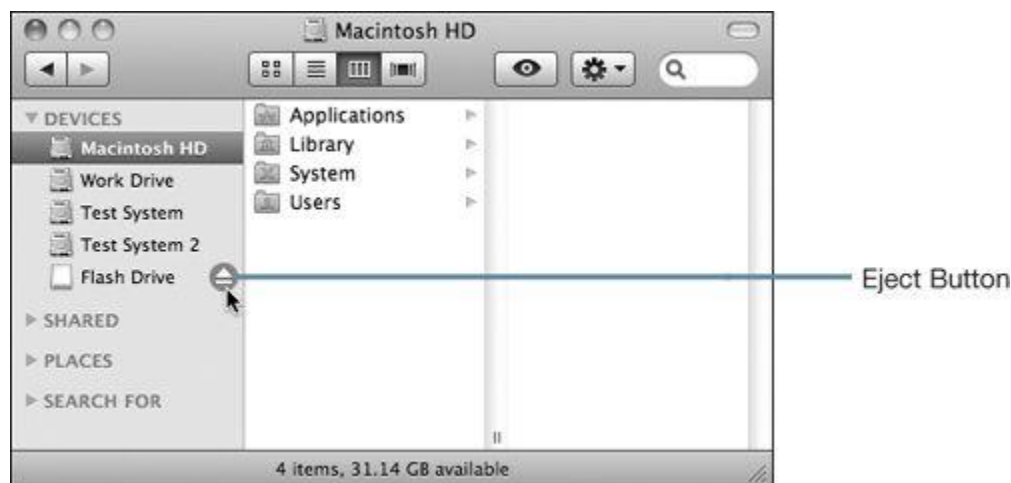 Macintosh HD
DEVICES
Macintosh HD
Work Drive
Test System
Test System 2
Flash Drive
SHARED
PLACES
SEARCH FOR
Applications
Library
System
Users
Eject Button
4 items, 31.14 GB available